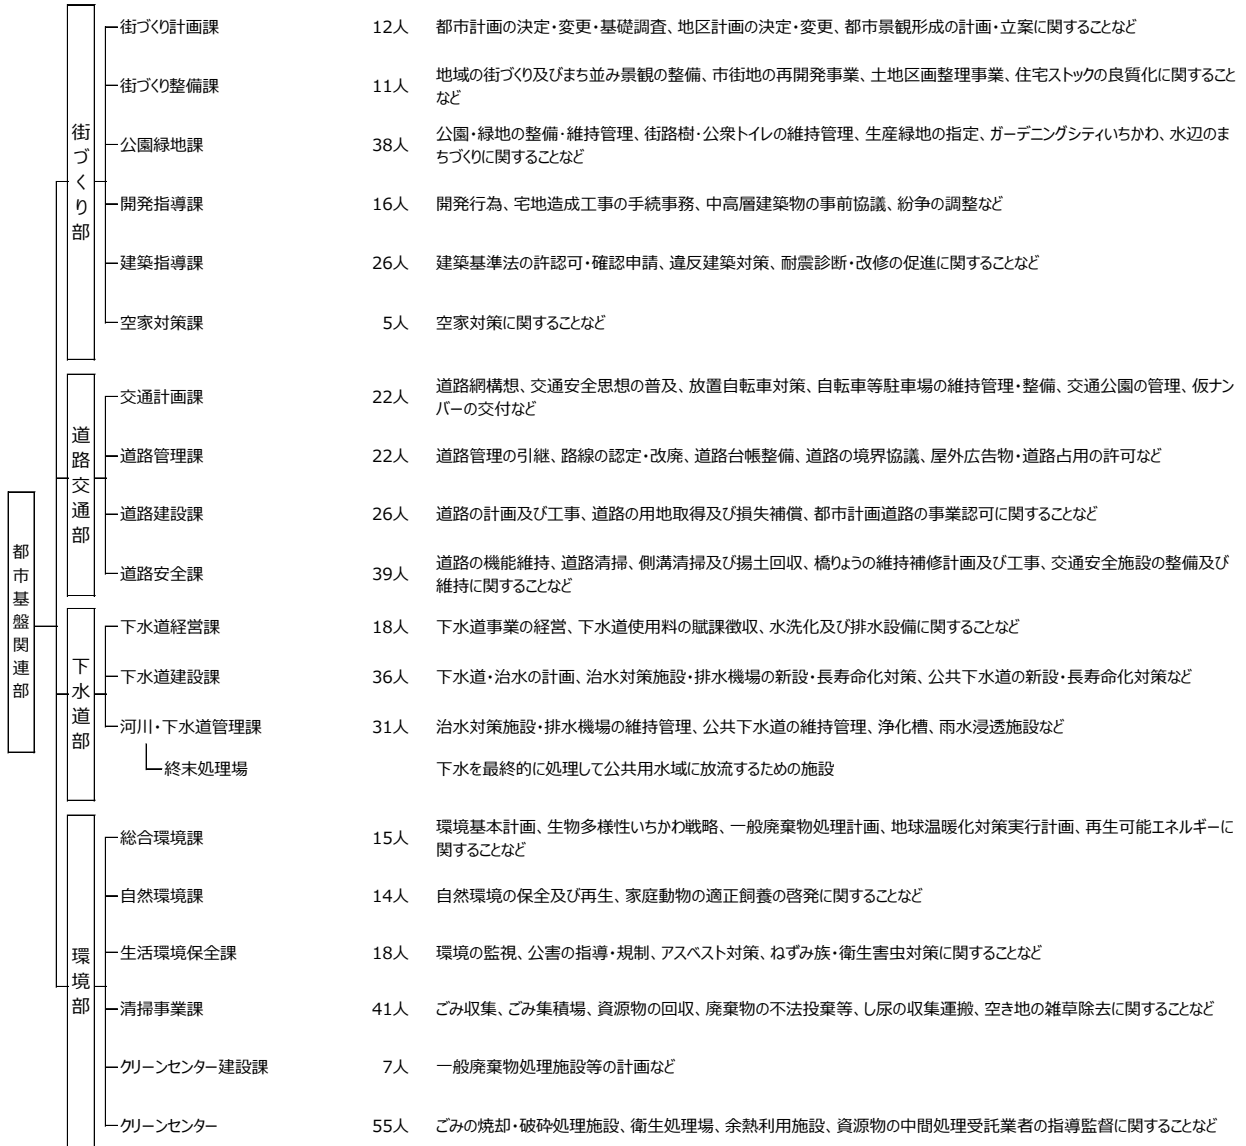 都市基盤関連部
街づくり部
街づくり計画課 12人 都市計画の決定・変更・基礎調査、地区計画の決定・変更、都市景観形成の計画・立案に関することなど
街づくり整備課 11人 地域の街づくり及びまち並み景観の整備、市街地の再開発事業、土地区画整理事業、住宅ストックの良質化に関すること
など
公園緑地課 38人 公園・緑地の整備・維持管理、街路樹・公衆トイレの維持管理、生産緑地の指定、ガーデニングシティいちかわ、水辺のま
ちづくりに関することなど
開発指導課 16人 開発行為、宅地造成工事の手続事務、中高層建築物の事前協議、紛争の調整など
建築指導課 26人 建築基準法の許認可・確認申請、違反建築対策、耐震診断・改修の促進に関することなど
空家対策課 5人 空家対策に関することなど
道路交通部
交通計画課 22人 道路網構想、交通安全思想の普及、放置自転車対策、自転車等駐車場の維持管理・整備、交通公園の管理、仮ナン
バーの交付など
道路管理課 22人 道路管理の引継、路線の認定・改廃、道路台帳整備、道路の境界協議、屋外広告物・道路占用の許可など
道路建設課 26人 道路の計画及び工事、道路の用地取得及び損失補償、都市計画道路の事業認可に関することなど
道路安全課 39人 道路の機能維持、道路清掃、側溝清掃及び揚土回収、橋りょうの維持補修計画及び工事、交通安全施設の整備及び
維持に関することなど
下水道部
下水道経営課 18人 下水道事業の経営、下水道使用料の賦課徴収、水洗化及び排水設備に関することなど
下水道建設課 36人 下水道・治水の計画、治水対策施設・排水機場の新設・長寿命化対策、公共下水道の新設・長寿命化対策など
河川・下水道管理課 31人 治水対策施設・排水機場の維持管理、公共下水道の維持管理、浄化槽、雨水浸透施設など
終末処理場 下水を最終的に処理して公共用水域に放流するための施設
環境部
総合環境課 15人 環境基本計画、生物多様性いちかわ戦略、一般廃棄物処理計画、地球温暖化対策実行計画、再生可能エネルギーに
関することなど
自然環境課 14人 自然環境の保全及び再生、家庭動物の適正飼養の啓発に関することなど
生活環境保全課 18人 環境の監視、公害の指導・規制、アスベスト対策、ねずみ族・衛生害虫対策に関することなど
清掃事業課 41人 ごみ収集、ごみ集積場、資源物の回収、廃棄物の不法投棄等、し尿の収集運搬、空き地の雑草除去に関することなど
クリーンセンター建設課 7人 一般廃棄物処理施設等の計画など
クリーンセンター 55人 ごみの焼却・破砕処理施設、衛生処理場、余熱利用施設、資源物の中間処理受託業者の指導監督に関することなど